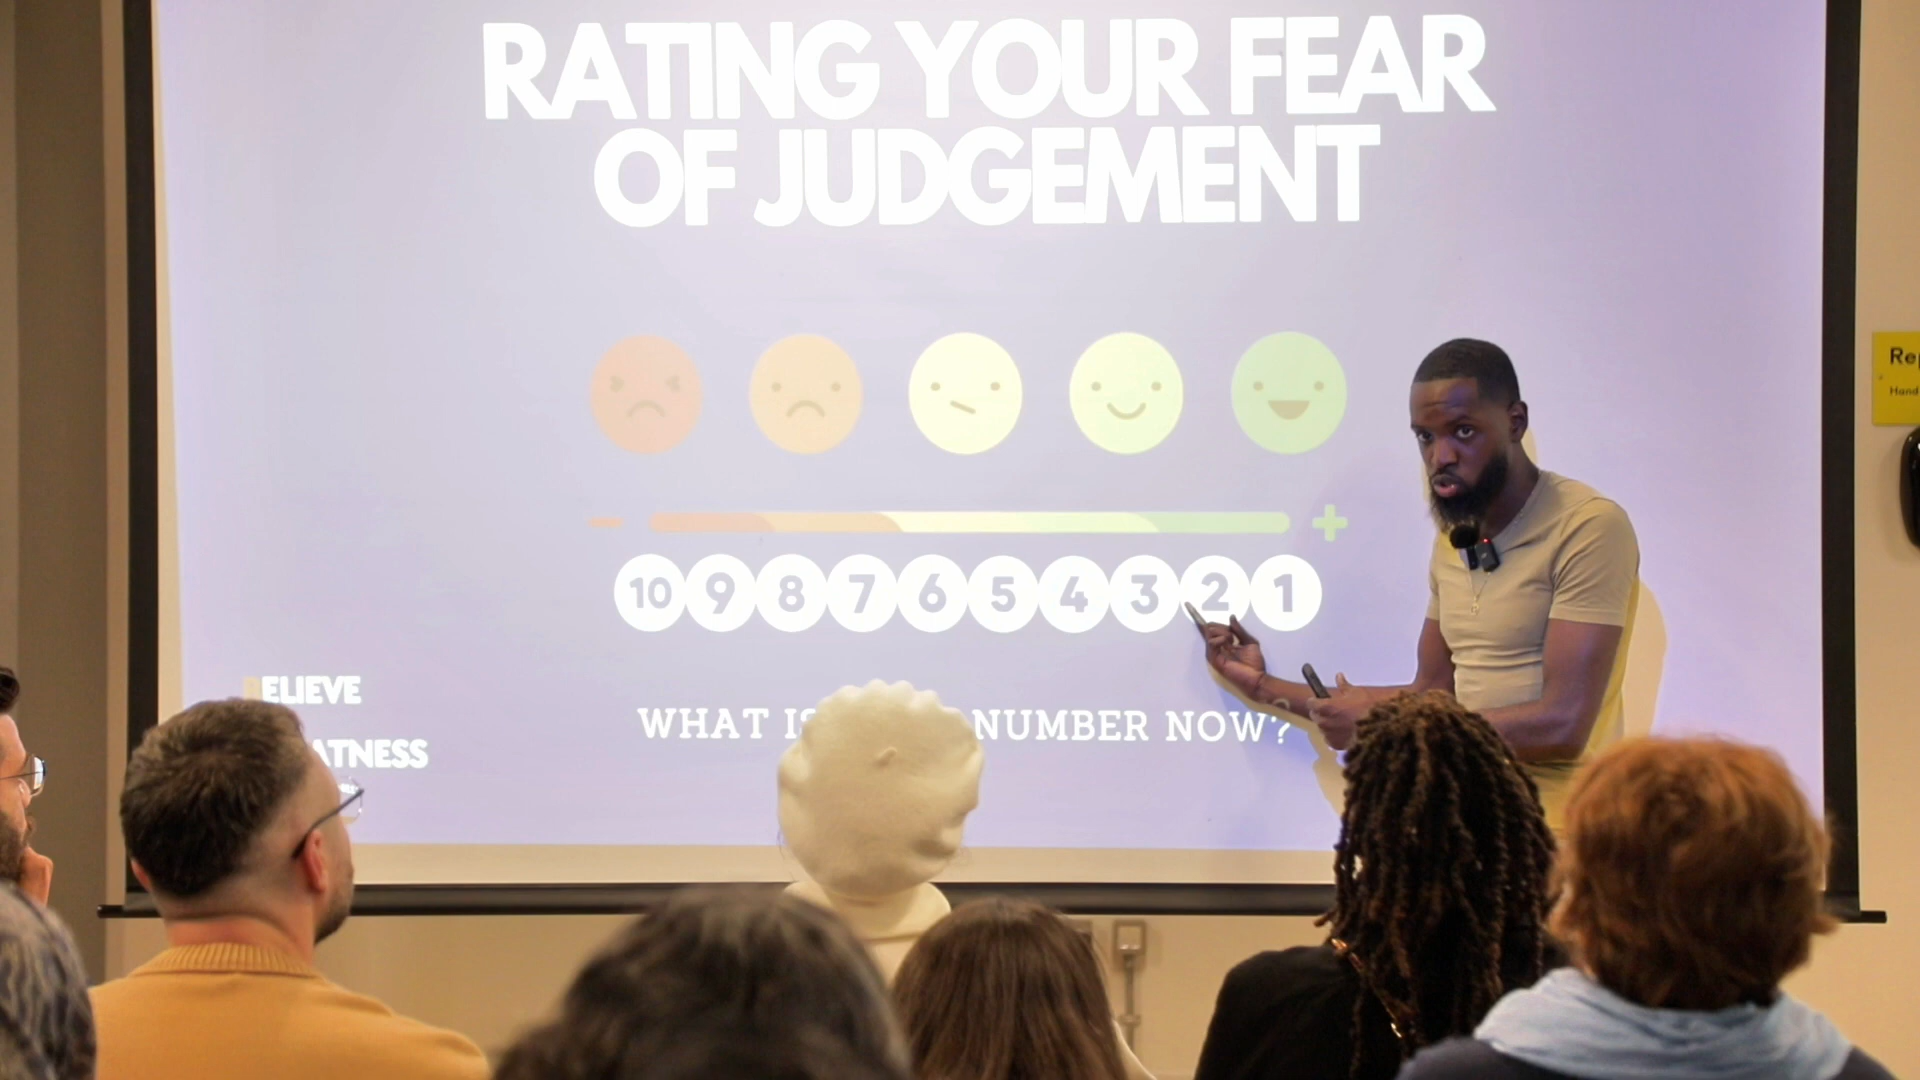 RATING YOUR FEAR
OF JUDGEMENT
10 9 8 7 6 5 4 3 2 1
WHAT IS NUMBER NOW?
ELIEVE
ATNESS
Hand